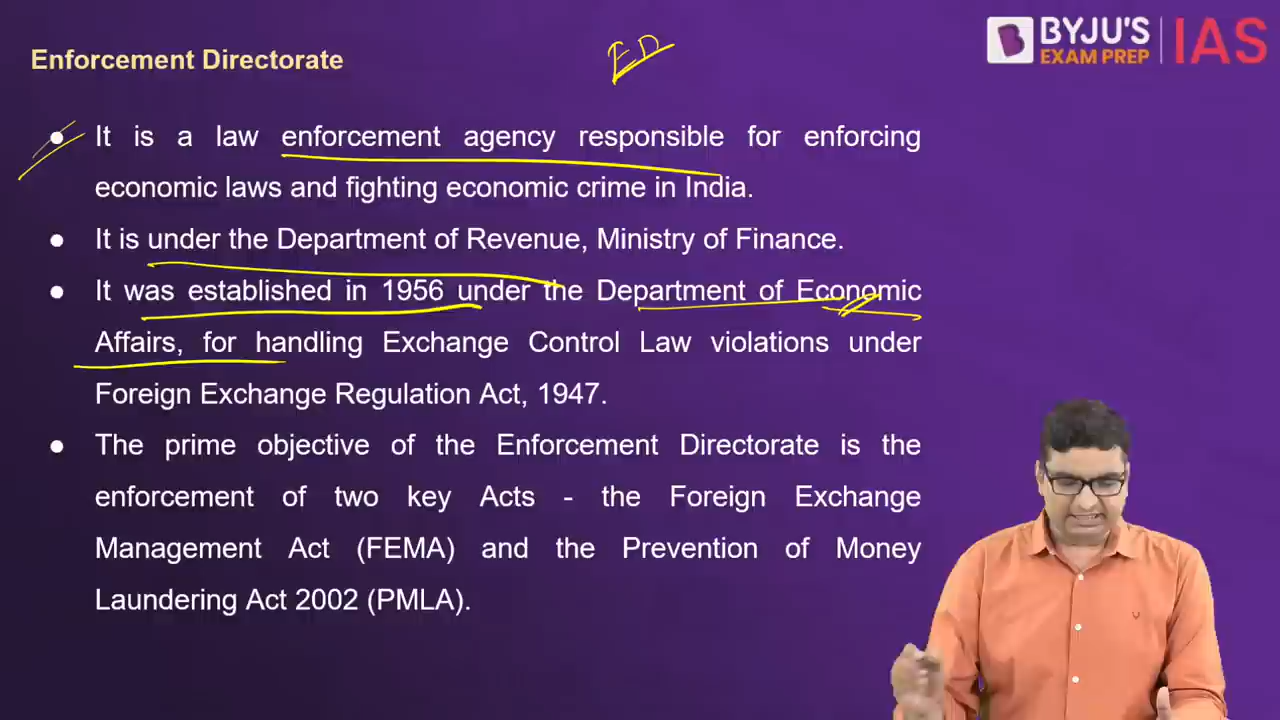 Enforcement Directorate
ED
BYJU'S
EXAM PREP
IAS
● It is a law enforcement agency responsible for enforcing
economic laws and fighting economic crime in India.
● It is under the Department of Revenue, Ministry of Finance.
● It was established in 1956 under the Department of Economic
Affairs, for handling Exchange Control Law violations under
Foreign Exchange Regulation Act, 1947.
● The prime objective of the Enforcement Directorate is the
enforcement of two key Acts - the Foreign Exchange
Management Act (FEMA) and the Prevention of Money
Laundering Act 2002 (PMLA).